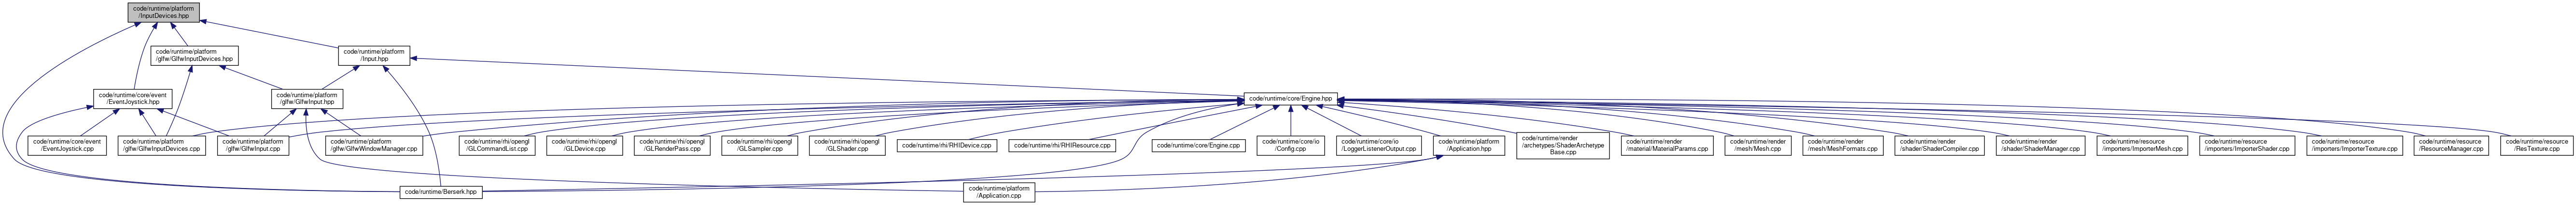 code/runtime/platform
/InputDevices.hpp
code/runtime/platform
/glfw/GlfwInputDevices.hpp
code/runtime/platform
/Input.hpp
code/runtime/core/event
/EventJoystick.hpp
code/runtime/platform
/glfw/GlfwInput.hpp
code/runtime/core/Engine.hpp
code/runtime/core/event
/EventJoystick.cpp
code/runtime/platform
/glfw/GlfwInputDevices.cpp
code/runtime/platform
/glfw/GlfwInput.cpp
code/runtime/platform
/glfw/GlfwWindowManager.cpp
code/runtime/rhi/opengl
/GLCommandList.cpp
code/runtime/rhi/opengl
/GLDevice.cpp
code/runtime/rhi/opengl
/GLRenderPass.cpp
code/runtime/rhi/opengl
/GLSampler.cpp
code/runtime/rhi/opengl
/GLShader.cpp
code/runtime/rhi/RHIDevice.cpp
code/runtime/rhi/RHIResource.cpp
code/runtime/core/Engine.cpp
code/runtime/core/io
/Config.cpp
code/runtime/core/io
/LoggerListenerOutput.cpp
code/runtime/platform
/Application.hpp
code/runtime/render
/archetypes/ShaderArchetype
Base.cpp
code/runtime/render
/material/MaterialParams.cpp
code/runtime/render
/mesh/Mesh.cpp
code/runtime/render
/mesh/MeshFormats.cpp
code/runtime/render
/shader/ShaderCompiler.cpp
code/runtime/render
/shader/ShaderManager.cpp
code/runtime/resource
/importers/ImporterMesh.cpp
code/runtime/resource
/importers/ImporterShader.cpp
code/runtime/resource
/importers/ImporterTexture.cpp
code/runtime/resource
/ResourceManager.cpp
code/runtime/resource
/ResTexture.cpp
code/runtime/Berserk.hpp
code/runtime/platform
/Application.cpp